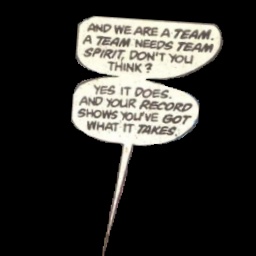 AND WE ARE A TEAM.
A TEAM NEEDS TEAM
SPIRIT, DON'T YOU
THINK?
YES IT DOES.
AND YOUR RECORD
SHOWS YOU'VE GOT
WHAT IT TAKES.